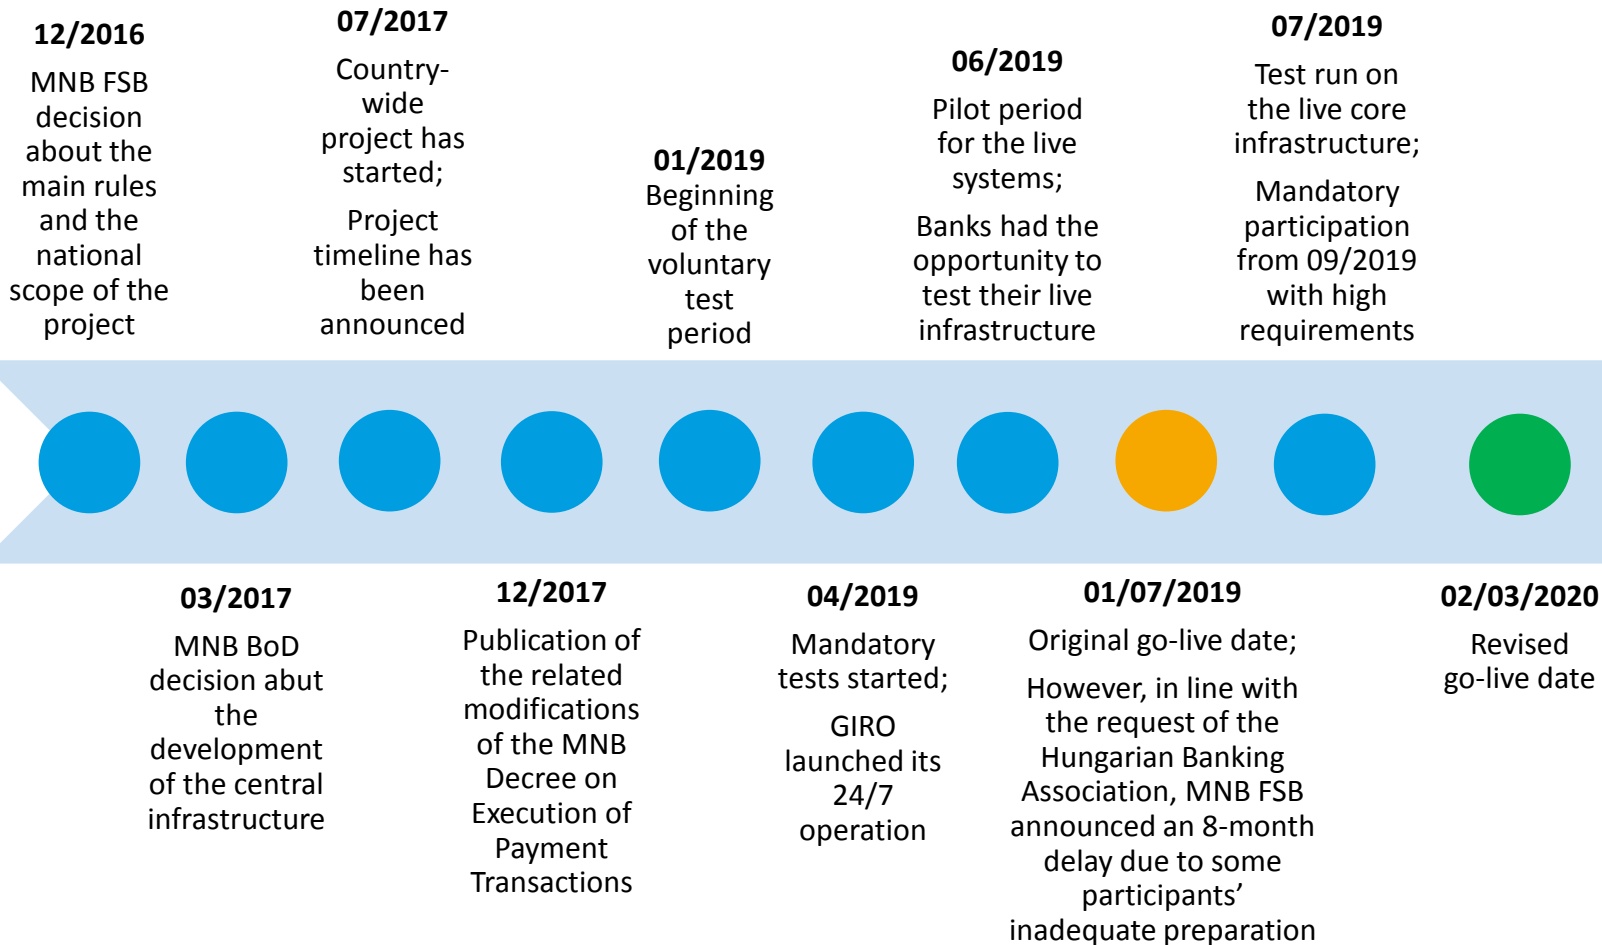 12/2016
MNB FSB
decision
about the
main rules
and the
national
scope of the
project
07/2017
Country-
wide
project has
started;
Project
timeline has
been
announced
01/2019
Beginning
of the
voluntary
test
period
06/2019
Pilot period
for the live
systems;
Banks had the
opportunity to
test their live
infrastructure
07/2019
Test run on
the live core
infrastructure;
Mandatory
participation
from 09/2019
with high
requirements
03/2017
MNB BoD
decision abut
the
development
of the central
infrastructure
12/2017
Publication of
the related
modifications
of the MNB
Decree on
Execution of
Payment
Transactions
04/2019
Mandatory
tests started;
GIRO
launched its
24/7
operation
01/07/2019
Original go-live date;
However, in line with
the request of the
Hungarian Banking
Association, MNB FSB
announced an 8-month
delay due to some
participants’
inadequate preparation
02/03/2020
Revised
go-live date